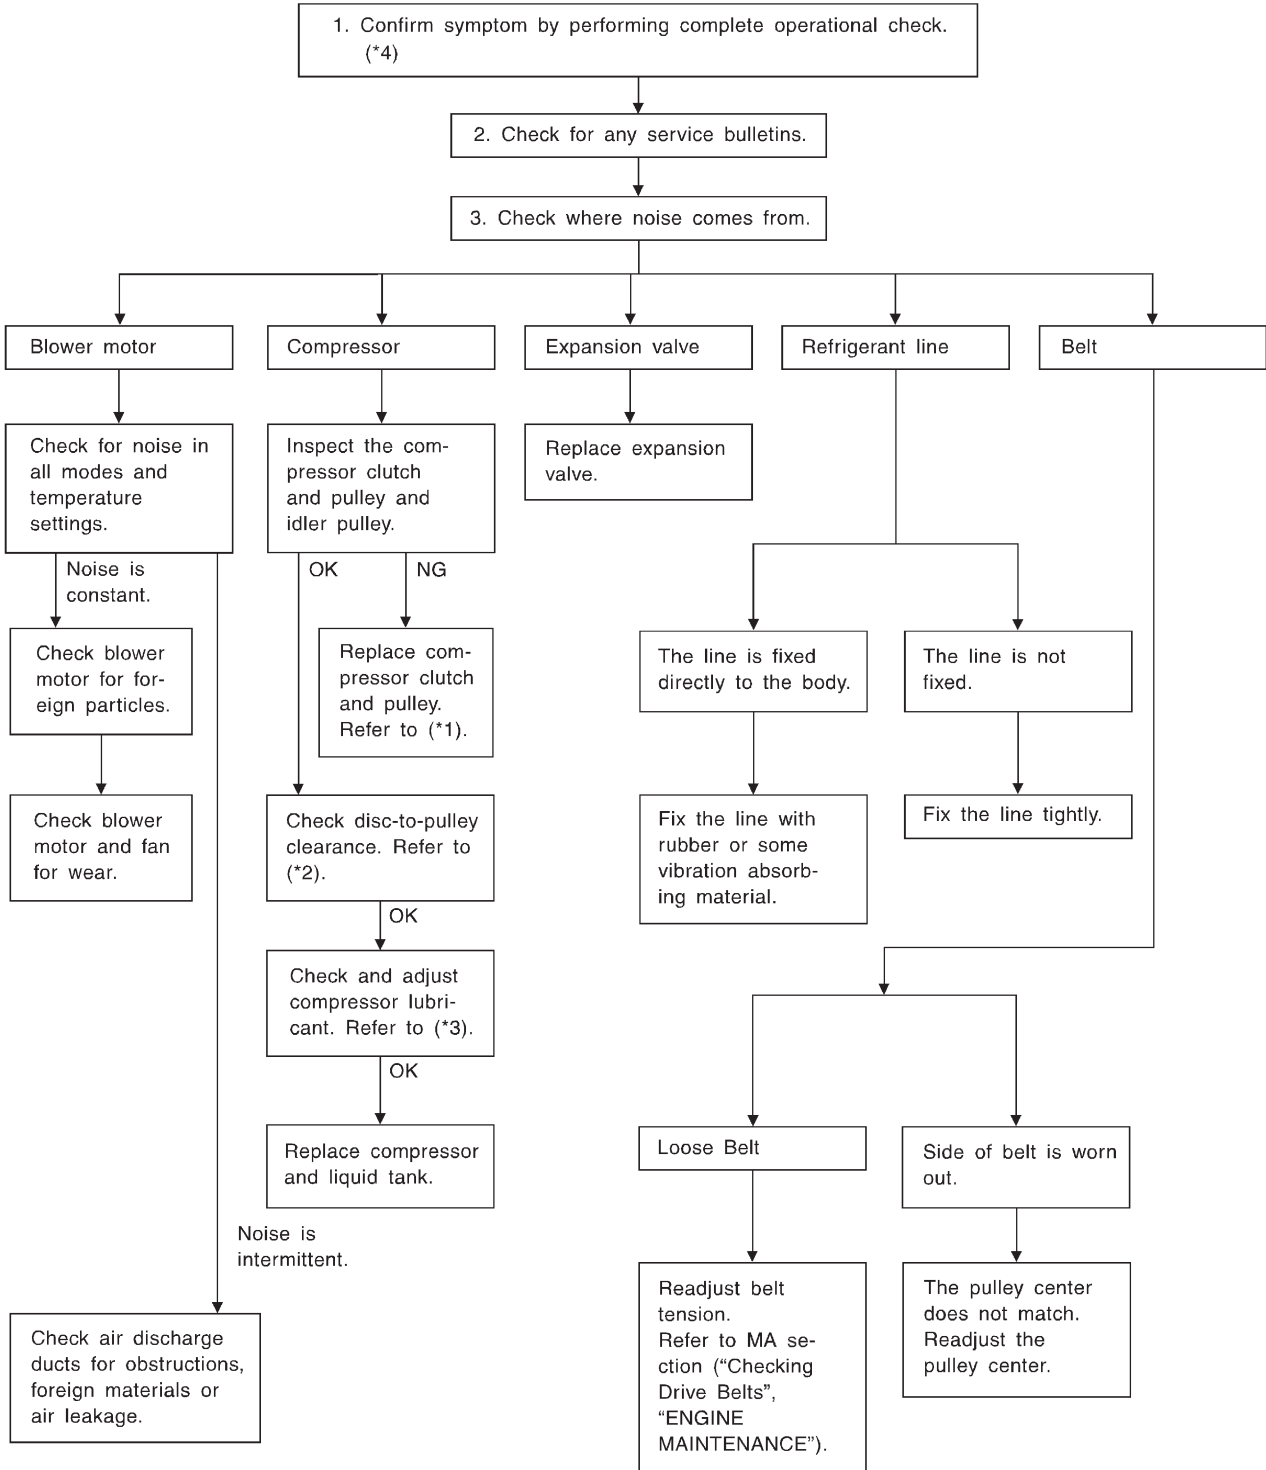 1. Confirm symptom by performing complete operational check.
(*4)
2. Check for any service bulletins.
3. Check where noise comes from.
Blower motor
Compressor
Expansion valve
Refrigerant line
Belt
Check for noise in
all modes and
temperature
settings.
Inspect the com-
pressor clutch
and pulley and
idler pulley.
Replace expansion
valve.
Noise is
constant.
OK
NG
Check blower
motor for for-
eign particles.
Replace com-
pressor clutch
and pulley.
Refer to (*1).
The line is fixed
directly to the body.
The line is not
fixed.
Check blower
motor and fan
for wear.
Check disc-to-pulley
clearance. Refer to
(*2).
Fix the line with
rubber or some
vibration absorb-
ing material.
Fix the line tightly.
OK
Check and adjust
compressor lubri-
cant. Refer to (*3).
OK
Replace compressor
and liquid tank.
Loose Belt
Side of belt is worn
out.
Noise is
intermittent.
Check air discharge
ducts for obstructions,
foreign materials or
air leakage.
Readjust belt
tension.
Refer to MA se-
ction (“Checking
Drive Belts”,
“ENGINE
MAINTENANCE”).
The pulley center
does not match.
Readjust the
pulley center.